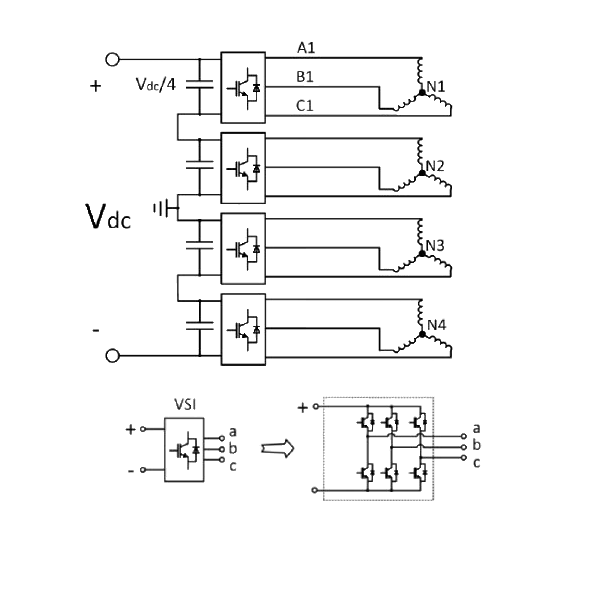 A1
+ Vdc/4 B1 N1
C1
N2
Vdc
N3
- N4
VSI
+ a
b
- c
+ a
b
c